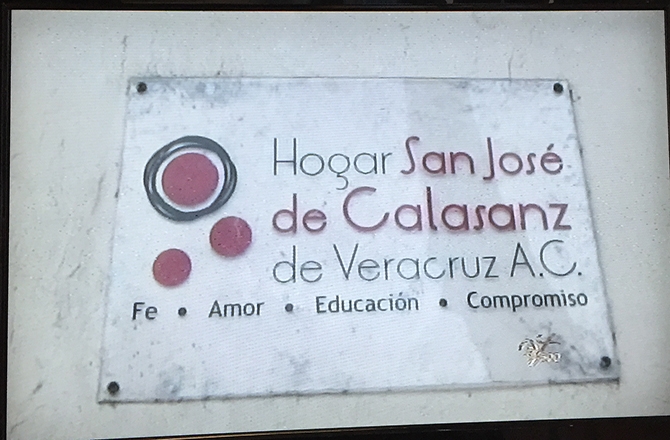 Hogar San José
de Calasanz
de Veracruz A.C.
Fe • Amor • Educación • Compromiso